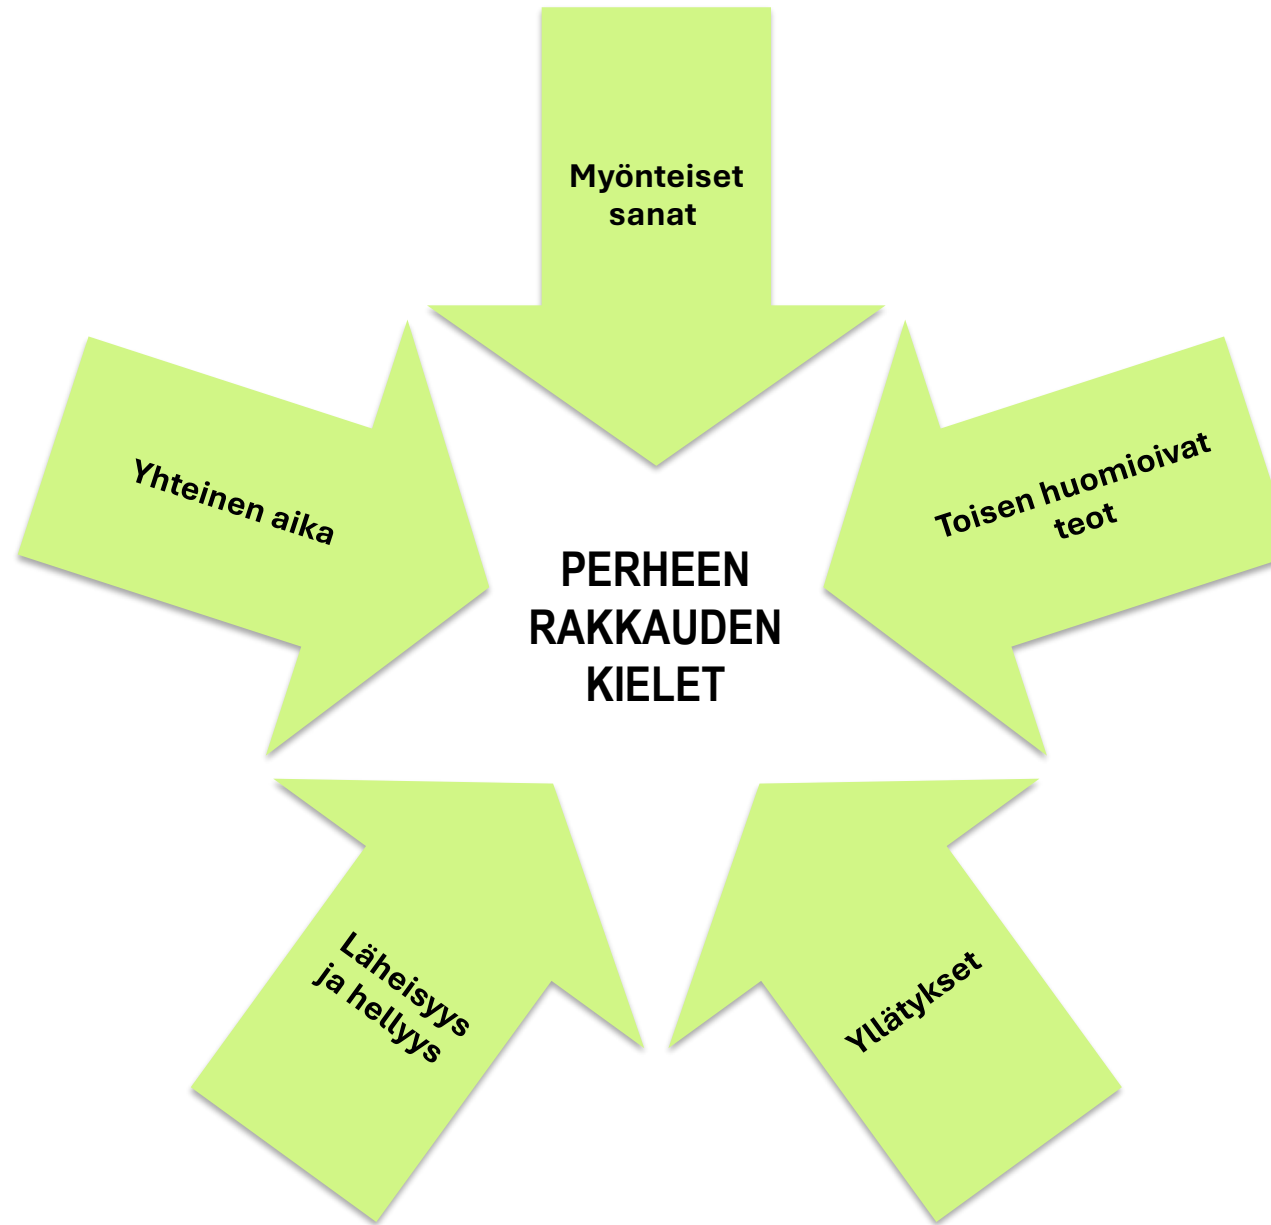 Myönteiset
sanat
Yhteinen aika
Toisen huomioivat
teot
PERHEEN
RAKKAUDEN
KIELET
Läheisyys
ja hellyys
Yllätykset